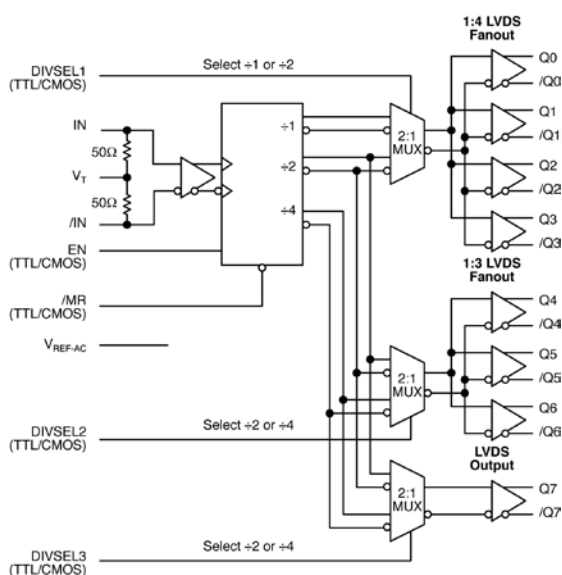 1:4 LVDS
Fanout
DIVSEL1
(TTL/CMOS)
Select ÷1 or ÷2
IN
50Ω
VT
50Ω
/IN
EN
(TTL/CMOS)
/MR
(TTL/CMOS)
VREF-AC
÷1
÷2
÷4
2:1
MUX
Q0
/Q0
Q1
/Q1
Q2
/Q2
Q3
/Q3
1:3 LVDS
Fanout
2:1
MUX
Q4
/Q4
Q5
/Q5
Q6
/Q6
DIVSEL2
(TTL/CMOS)
Select ÷2 or ÷4
LVDS
Output
2:1
MUX
Q7
/Q7
DIVSEL3
(TTL/CMOS)
Select ÷2 or ÷4